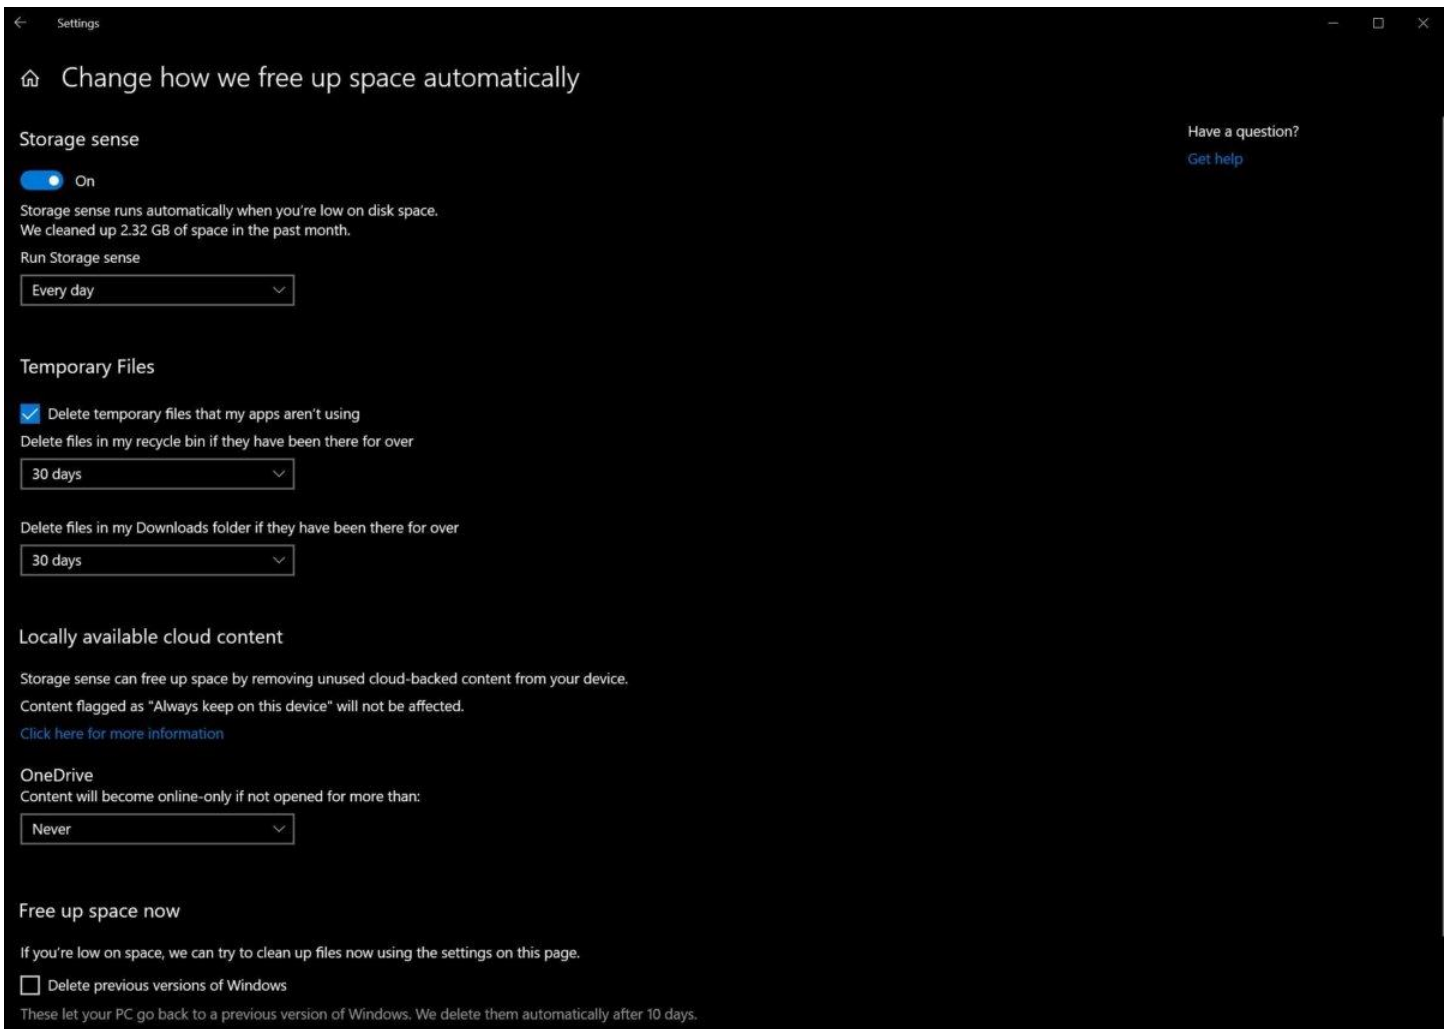 Settings
Change how we free up space automatically
Storage sense
On
Storage sense runs automatically when you're low on disk space.
We cleaned up 2.32 GB of space in the past month.
Run Storage sense
Every day
Temporary Files
Delete temporary files that my apps aren't using
Delete files in my recycle bin if they have been there for over
30 days
Delete files in my Downloads folder if they have been there for over
30 days
Locally available cloud content
Storage sense can free up space by removing unused cloud-backed content from your device.
Content flagged as "Always keep on this device" will not be affected.
Click here for more information
OneDrive
Content will become online-only if not opened for more than:
Never
Free up space now
If you're low on space, we can try to clean up files now using the settings on this page.
Delete previous versions of Windows
These let your PC go back to a previous version of Windows. We delete them automatically after 10 days.
Have a question?
Get help